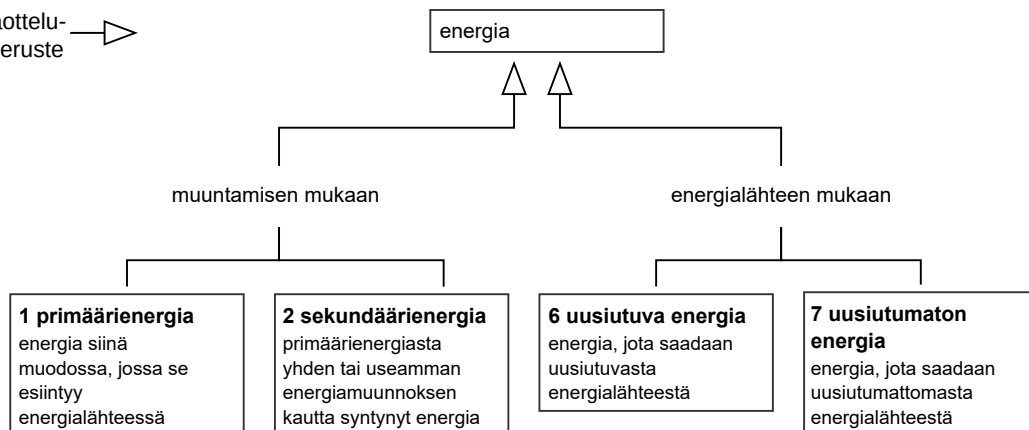 ottelu-
eruste
energia
muuntamisen mukaan
energialähteen mukaan
1 primäärienergia
energia siinä
muodossa, jossa se
esiintyy
energialähteessä
2 sekundäärienergia
primäärienergiasta
yhden tai useamman
energiamuunnoksen
kautta syntynyt energia
6 uusiutuva energia
energia, jota saadaan
uusiutuvasta
energialähteestä
7 uusiutumaton
energia
energia, jota saadaan
uusiutumattomasta
energialähteestä